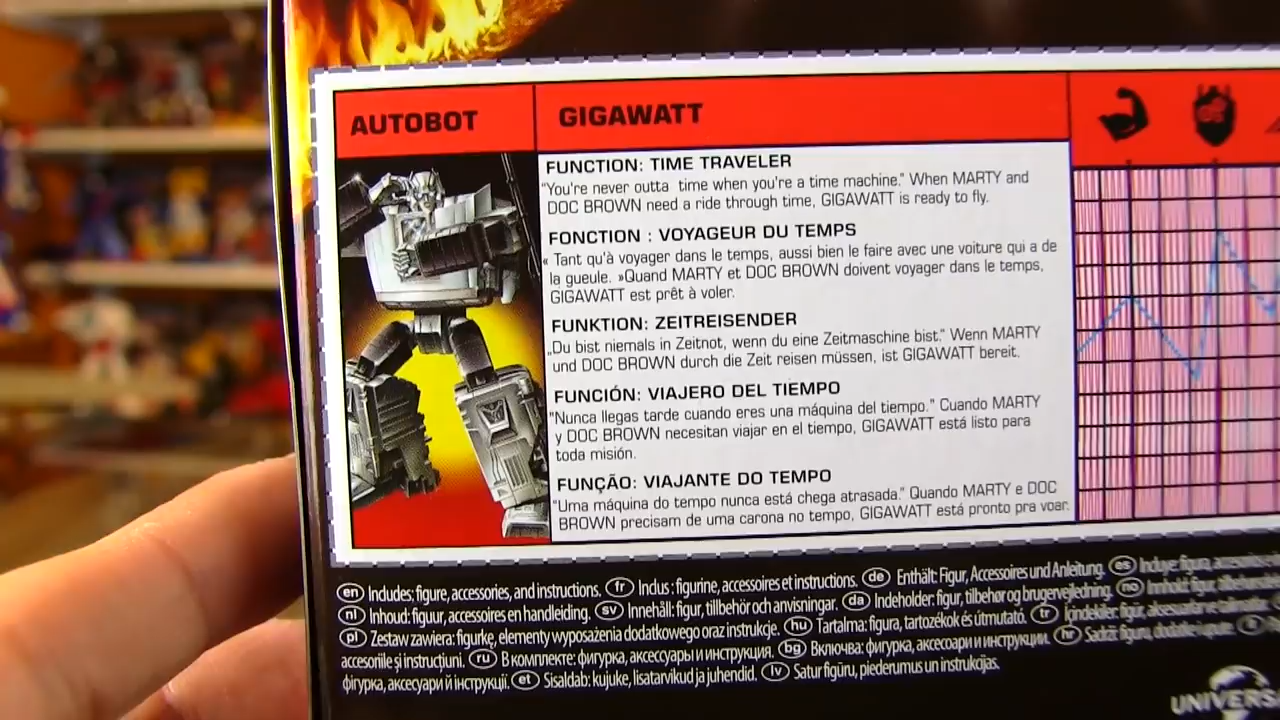 AUTOBOT
GIGAWATT
FUNCTION: TIME TRAVELER
"You're never outta time when you're a time machine." When MARTY and
DOC BROWN need a ride through time, GIGAWATT is ready to fly.
FONCTION : VOYAGEUR DU TEMPS
« Tant qu'à voyager dans le temps, aussi bien le faire avec une voiture qui a de
la gueule. »Quand MARTY et DOC BROWN doivent voyager dans le temps,
GIGAWATT est prêt à voler.
FUNKTION: ZEITREISENDER
„Du bist niemals in Zeitnot, wenn du eine Zeitmaschine bist." Wenn MARTY
und DOC BROWN durch die Zeit reisen müssen, ist GIGAWATT bereit.
FUNCIÓN: VIAJERO DEL TIEMPO
"Nunca llegas tarde cuando eres una máquina del tiempo." Cuando MARTY
y DOC BROWN necesitan viajar en el tiempo, GIGAWATT está listo para
toda misión.
FUNÇÃO: VIAJANTE DO TEMPO
"Uma máquina do tempo nunca está chega atrasada." Quando MARTY e DOC
BROWN precisam de uma carona no tempo, GIGAWATT está pronto pra voar.
en Includes: figure, accessories, and instructions. fr Inclus : figurine, accessoires et instructions. de Enthält: Figur, Accessoires und Anleitung. es Incluye: figura,
nl Inhoud: figuur, accessoires en handleiding. sv Innehåll: figur, tillbehör och anvisningar. da Indeholder: figur, tilbehør og brugervejledning. no Innhold: figur,
pl Zestaw zawiera: figurkę, elementy wyposażenia dodatkowego oraz instrukcje. hu Tartalma: figura, tartozékok és útmutató. tr İçindekiler: figür,
accesoriile și instrucțiuni. ru В комплекте: фигурка, аксессуары и инструкция. bg Включва: фигурка, аксесоари и инструкции. hr Sadrži: figuru,
фігурка, аксесуари й інструкції. et Sisaldab: kujuke, lisatarvikud ja juhendid. lv Satur figūru, piederumus un instrukcijas.